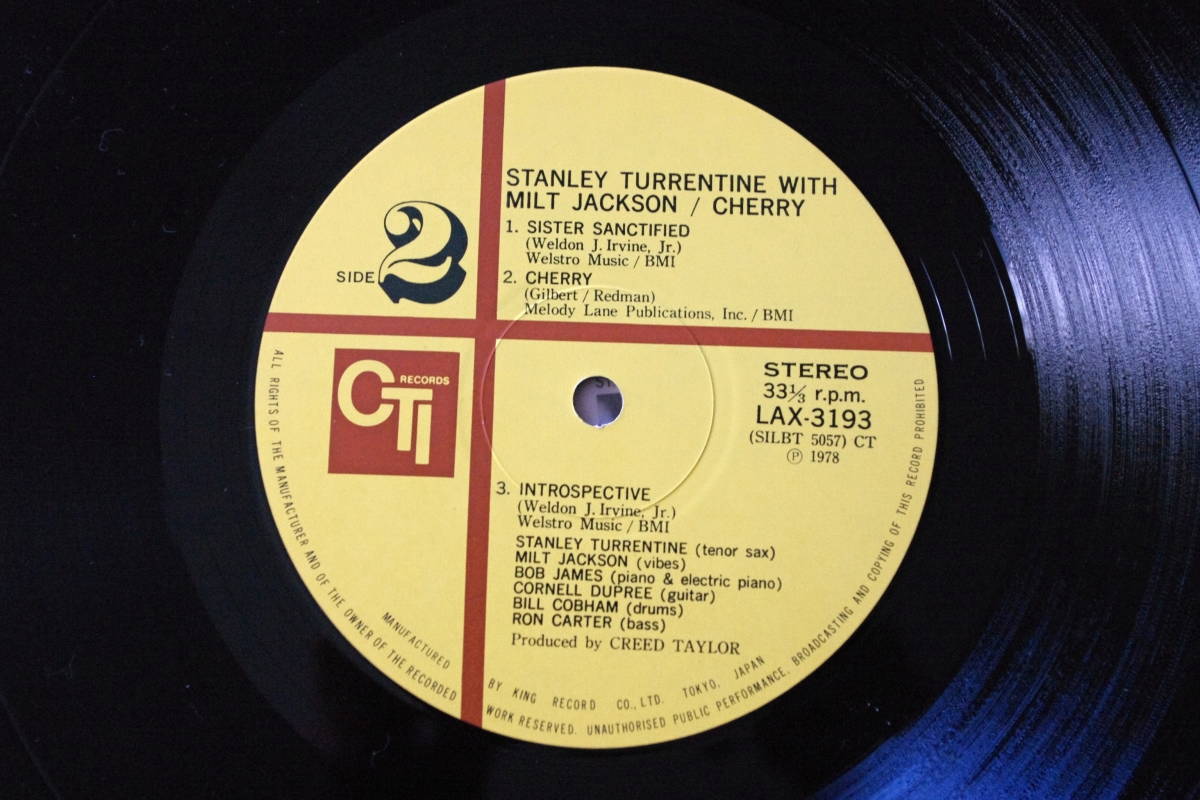 STANLEY TURRENTINE WITH
MILT JACKSON / CHERRY
1. SISTER SANCTIFIED
(Weldon J. Irvine, Jr.)
Welstro Music / BMI
2. CHERRY
(Gilbert / Redman)
Melody Lane Publications, Inc. / BMI
SIDE 2
CTI RECORDS
STEREO
33⅓ r.p.m.
LAX-3193
(SILBT 5057) CT
Ⓟ 1978
3. INTROSPECTIVE
(Weldon J. Irvine, Jr.)
Welstro Music / BMI
STANLEY TURRENTINE (tenor sax)
MILT JACKSON (vibes)
BOB JAMES (piano & electric piano)
CORNELL DUPREE (guitar)
BILL COBHAM (drums)
RON CARTER (bass)
Produced by CREED TAYLOR
MANUFACTURED BY KING RECORD CO., LTD. TOKYO, JAPAN
ALL RIGHTS OF THE MANUFACTURER AND OF THE OWNER OF THE RECORDED WORK RESERVED. UNAUTHORISED PUBLIC PERFORMANCE, BROADCASTING AND COPYING OF THIS RECORD PROHIBITED